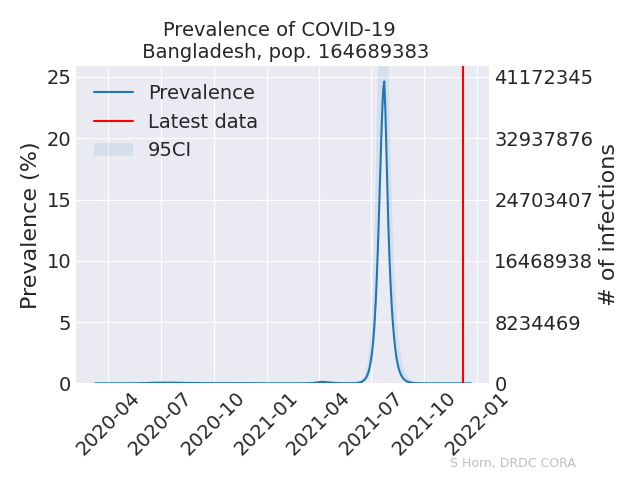 Prevalence of COVID-19
Bangladesh, pop. 164689383
25
20
15
10
5
0
Prevalence (%)
Prevalence
Latest data
95CI
41172345
32937876
24703407
16468938
8234469
0
# of infections
2020-04
2020-07
2020-10
2021-01
2021-04
2021-07
2021-10
2022-01
S Horn, DRDC CORA